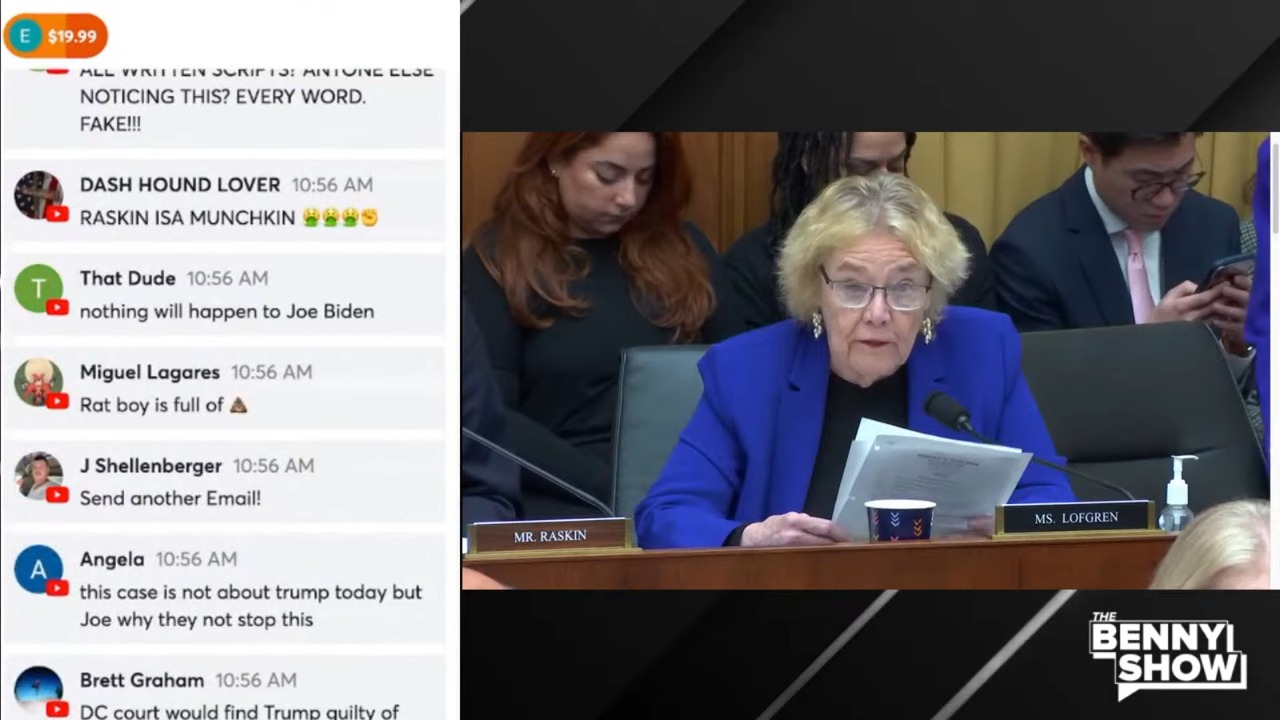 E $19.99
ALL WRITTEN SCRIPTS? ANYONE ELSE
NOTICING THIS? EVERY WORD.
FAKE!!!
DASH HOUND LOVER 10:56 AM
RASKIN ISA MUNCHKIN 🤮🤮🤮✊
That Dude 10:56 AM
T
nothing will happen to Joe Biden
Miguel Lagares 10:56 AM
Rat boy is full of 💩
J Shellenberger 10:56 AM
Send another Email!
Angela 10:56 AM
A
this case is not about trump today but
Joe why they not stop this
Brett Graham 10:56 AM
DC court would find Trump guilty of
MR. RASKIN
MS. LOFGREN
THE
BENNY
SHOW